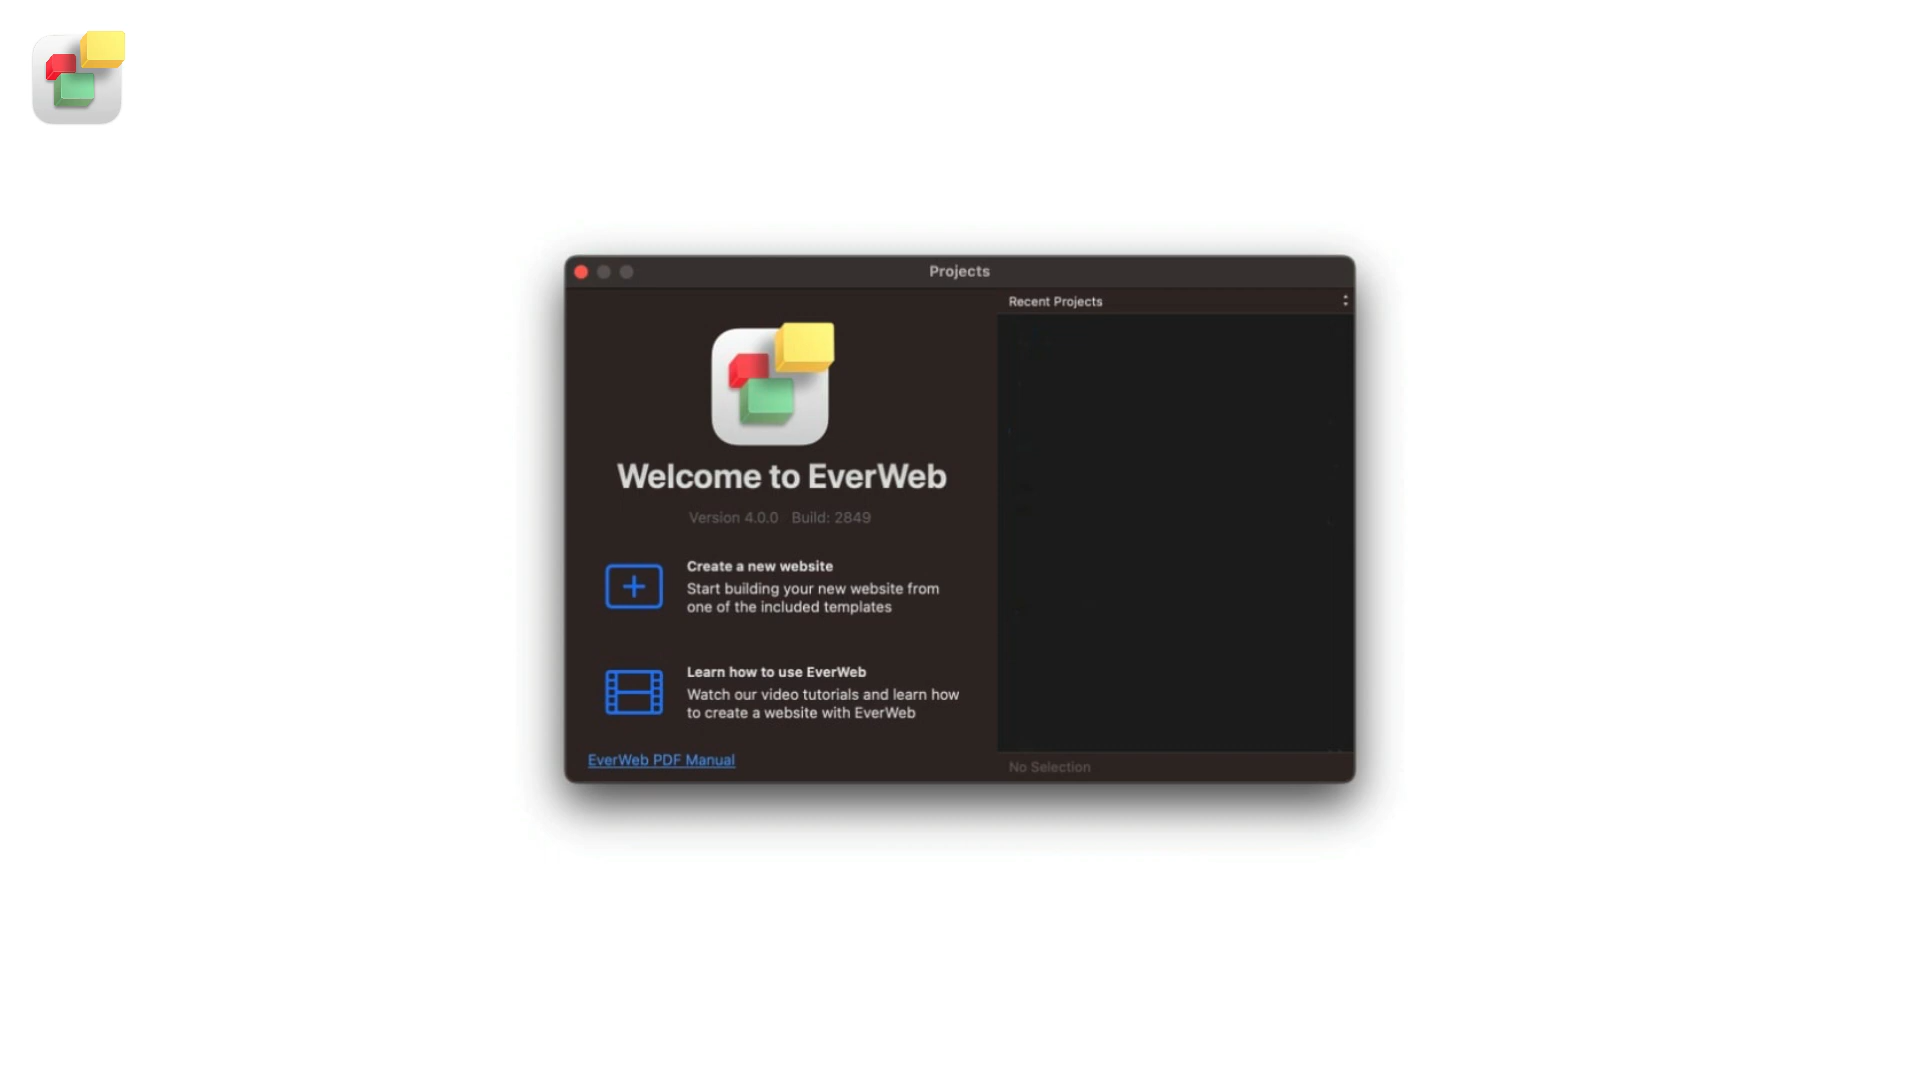 Projects
Recent Projects
Welcome to EverWeb
Version 4.0.0 Build: 2849
Create a new website
Start building your new website from
one of the included templates
Learn how to use EverWeb
Watch our video tutorials and learn how
to create a website with EverWeb
EverWeb PDF Manual
No Selection